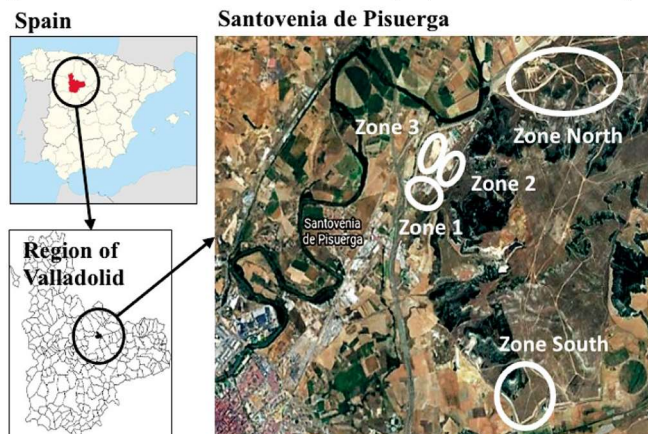 Spain
Santovenia de Pisuerga
Region of
Valladolid
Zone 3
Zone North
Zone 2
Zone 1
Santovenia
de Pisuerga
Zone South